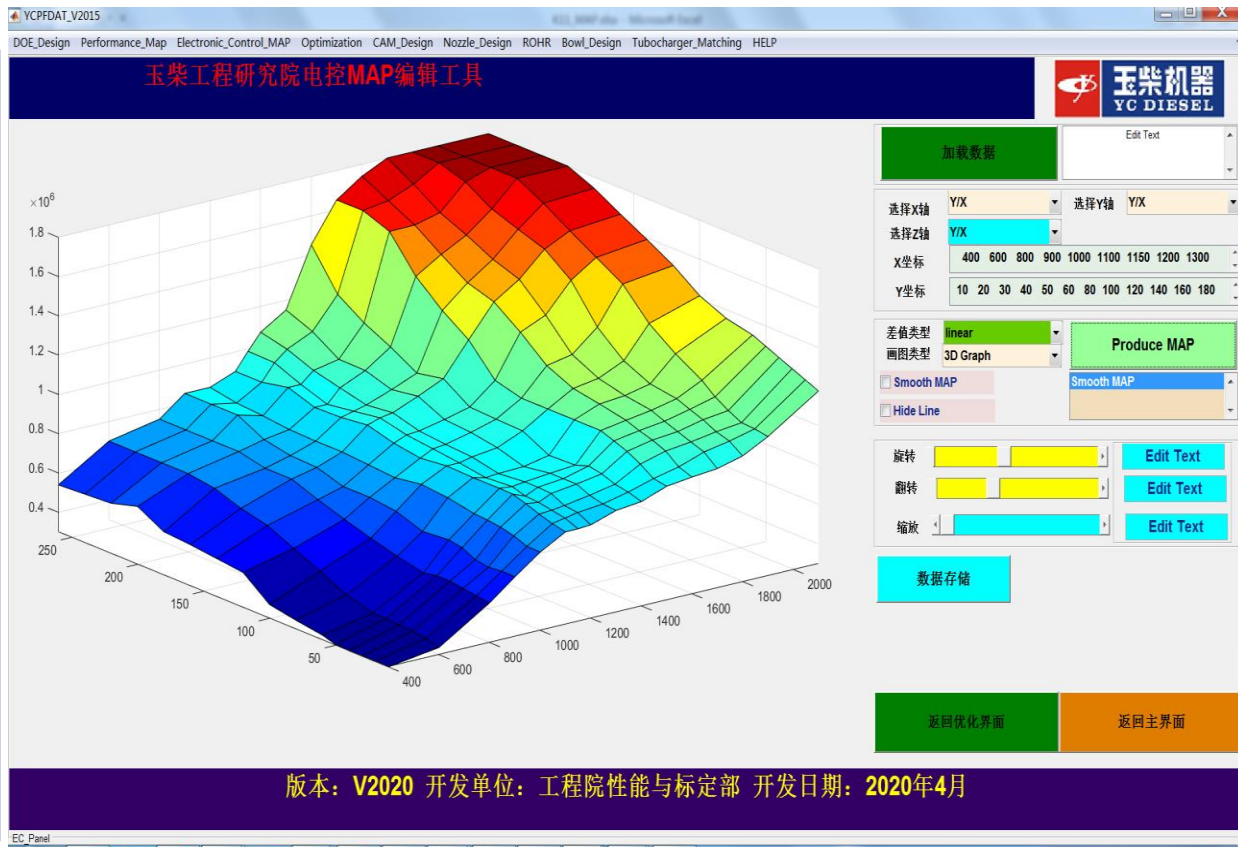 YCPFDAT_V2015
K11_MAP.xlsx - Microsoft Excel
DOE_Design Performance_Map Electronic_Control_MAP Optimization CAM_Design Nozzle_Design ROHR Bowl_Design Tubocharger_Matching HELP
玉柴工程研究院电控MAP编辑工具
玉柴机器
YC DIESEL
加载数据
Edit Text
选择X轴 Y/X 选择Y轴 Y/X
选择Z轴 Y/X
X坐标 400 600 800 900 1000 1100 1150 1200 1300
Y坐标 10 20 30 40 50 60 80 100 120 140 160 180
差值类型 linear
画图类型 3D Graph
Produce MAP
Smooth MAP
Smooth MAP
Hide Line
旋转 Edit Text
翻转 Edit Text
缩放 Edit Text
数据存储
返回优化界面 返回主界面
×10⁶
1.8
1.6
1.4
1.2
1
0.8
0.6
0.4
250
200
150
100
50
400
600
800
1000
1200
1400
1600
1800
2000
版本：V2020 开发单位：工程院性能与标定部 开发日期：2020年4月
EC_Panel